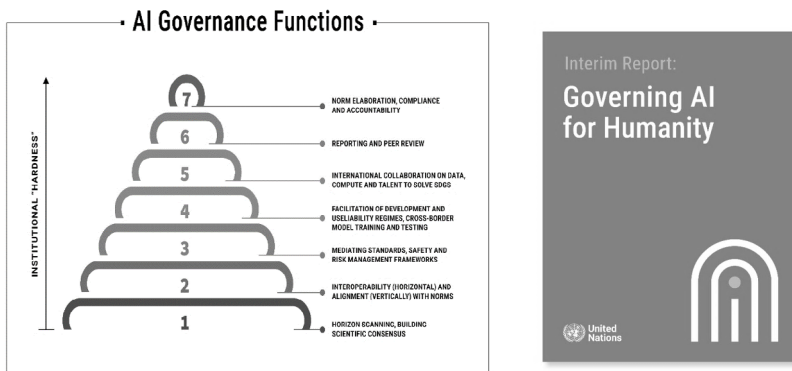 AI Governance Functions
INSTITUTIONAL "HARDNESS"
7
NORM ELABORATION, COMPLIANCE
AND ACCOUNTABILITY
6
REPORTING AND PEER REVIEW
5
INTERNATIONAL COLLABORATION ON DATA,
COMPUTE AND TALENT TO SOLVE SDGS
4
FACILITATION OF DEVELOPMENT AND
USELIABILITY REGIMES, CROSS-BORDER
MODEL TRAINING AND TESTING
3
MEDIATING STANDARDS, SAFETY AND
RISK MANAGEMENT FRAMEWORKS
2
INTEROPERABILITY (HORIZONTAL) AND
ALIGNMENT (VERTICALLY) WITH NORMS
1
HORIZON SCANNING, BUILDING
SCIENTIFIC CONSENSUS
Interim Report:
Governing AI
for Humanity
United
Nations